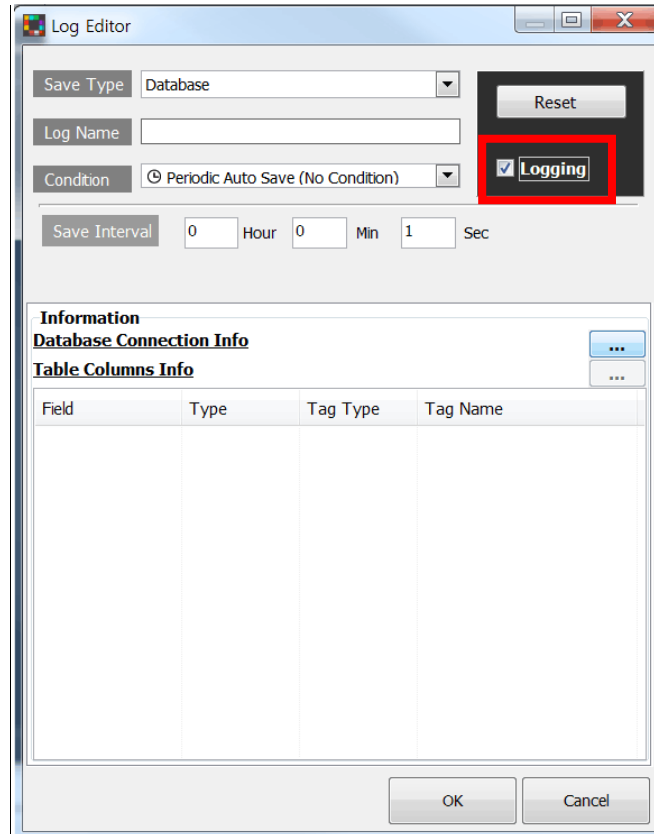 Log Editor
Save Type Database
Reset
Log Name
Condition Periodic Auto Save (No Condition)
Logging
Save Interval 0 Hour 0 Min 1 Sec
Information
Database Connection Info ...
Table Columns Info ...
Field Type Tag Type Tag Name
OK Cancel